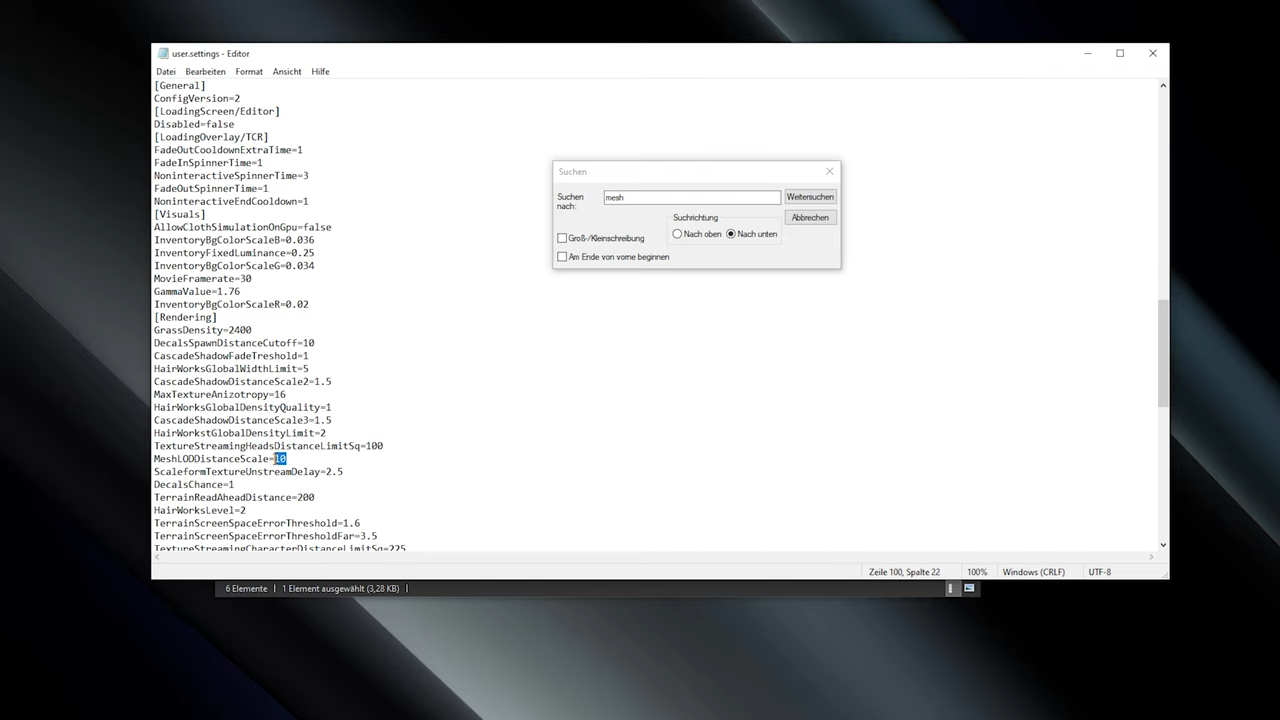 user.settings - Editor
Datei Bearbeiten Format Ansicht Hilfe
[General]
ConfigVersion=2
[LoadingScreen/Editor]
Disabled=false
[LoadingOverlay/TCR]
FadeOutCooldownExtraTime=1
FadeInSpinnerTime=1
NoninteractiveSpinnerTime=3
FadeOutSpinnerTime=1
NoninteractiveEndCooldown=1
[Visuals]
AllowClothSimulationOnGpu=false
InventoryBgColorScaleB=0.036
InventoryFixedLuminance=0.25
InventoryBgColorScaleG=0.034
MovieFramerate=30
GammaValue=1.76
InventoryBgColorScaleR=0.02
[Rendering]
GrassDensity=2400
DecalsSpawnDistanceCutoff=10
CascadeShadowFadeTreshold=1
HairWorksGlobalWidthLimit=5
CascadeShadowDistanceScale2=1.5
MaxTextureAnizotropy=16
HairWorksGlobalDensityQuality=1
CascadeShadowDistanceScale3=1.5
HairWorkstGlobalDensityLimit=2
TextureStreamingHeadsDistanceLimitSq=100
MeshLODDistanceScale=10
ScaleformTextureUnstreamDelay=2.5
DecalsChance=1
TerrainReadAheadDistance=200
HairWorksLevel=2
TerrainScreenSpaceErrorThreshold=1.6
TerrainScreenSpaceErrorThresholdFar=3.5
TextureStreamingCharacterDistanceLimitSq=225
Suchen
Suchen nach:
mesh
Weitersuchen
Suchrichtung
Abbrechen
Nach oben Nach unten
Groß-/Kleinschreibung
Am Ende von vorne beginnen
Zeile 100, Spalte 22 100% Windows (CRLF) UTF-8
6 Elemente 1 Element ausgewählt (3,28 KB)